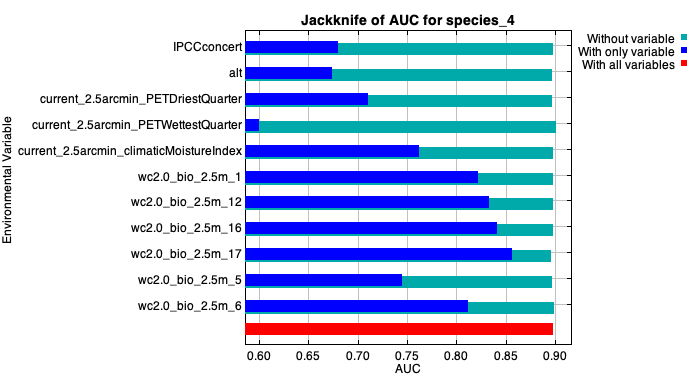 Jackknife of AUC for species_4
IPCCconcert
alt
current_2.5arcmin_PETDriestQuarter
current_2.5arcmin_PETWettestQuarter
current_2.5arcmin_climaticMoistureIndex
wc2.0_bio_2.5m_1
wc2.0_bio_2.5m_12
wc2.0_bio_2.5m_16
wc2.0_bio_2.5m_17
wc2.0_bio_2.5m_5
wc2.0_bio_2.5m_6
Environmental Variable
0.60 0.65 0.70 0.75 0.80 0.85 0.90
AUC
Without variable
With only variable
With all variables